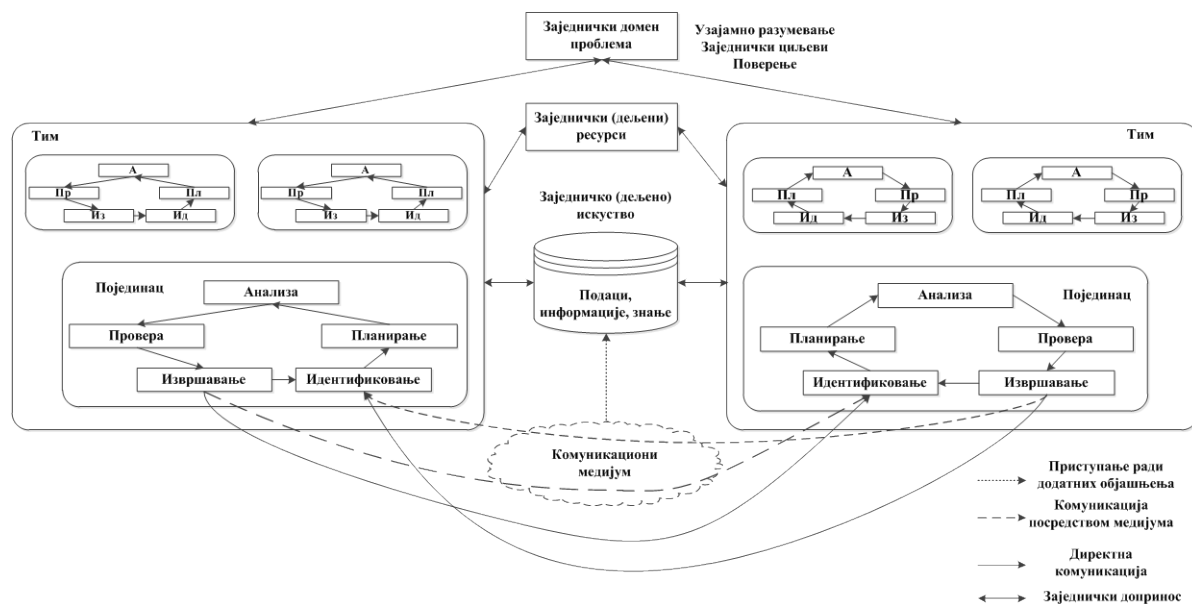 Заједнички домен
проблема
Узајамно разумевање
Заједнички циљеви
Поверење
Тим
А
Пр
Пл
Из
Ид
А
Пр
Пл
Из
Ид
Појединац
Анализа
Провера
Планирање
Извршавање
Идентификовање
Заједнички (дељени)
ресурси
Заједничко (дељено)
искуство
Подаци,
информације, знање
Комуникациони
медијум
Тим
А
Пл
Пр
Ид
Из
А
Пл
Пр
Ид
Из
Појединац
Анализа
Планирање
Провера
Идентификовање
Извршавање
Приступање ради
додатних објашњења
Комуникација
посредством медијума
Директна
комуникација
Заједнички допринос